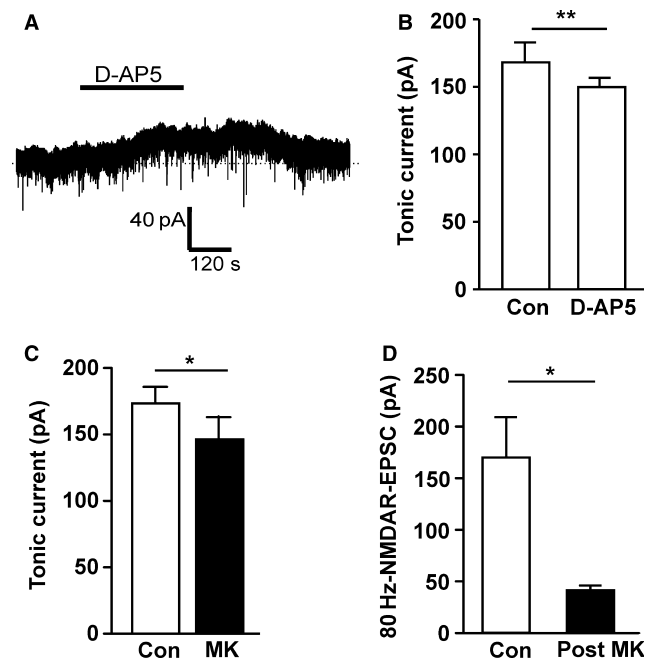 A
D-AP5
40 pA
120 s
B
**
Tonic current (pA)
200
150
100
50
0
Con D-AP5
C
*
Tonic current (pA)
200
150
100
50
0
Con MK
D
*
80 Hz-NMDAR-EPSC (pA)
250
200
150
100
50
0
Con Post MK